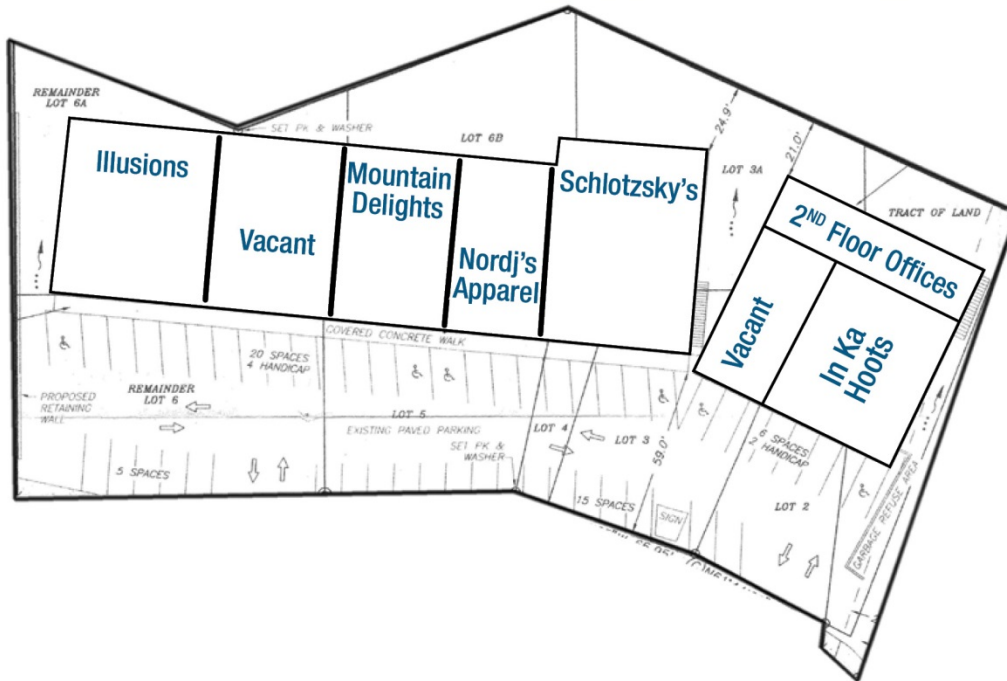 REMAINDER
LOT 6A
SET PK & WASHER
LOT 6B
24.9'
LOT 3A
21.0'
TRACT OF LAND
Illusions
Vacant
Mountain
Delights
Nordj's
Apparel
Schlotzsky's
2ND Floor Offices
Vacant
In Ka
Hoots
COVERED CONCRETE WALK
20 SPACES
4 HANDICAP
PROPOSED
RETAINING
WALL
REMAINDER
LOT 6
LOT 5
EXISTING PAVED PARKING
SET PK &
WASHER
LOT 4
LOT 3
59.0'
6 SPACES
2 HANDICAP
5 SPACES
15 SPACES
SIGN
LOT 2
GARBAGE REFUSE AREA